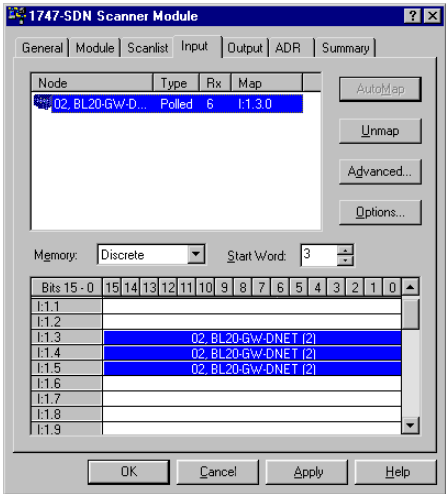 1747-SDN Scanner Module
General Module Scanlist Input Output ADR Summary
Node Type Rx Map
02, BL20-GW-D... Polled 6 I:1.3.0
AutoMap
Unmap
Advanced...
Options...
Memory: Discrete Start Word: 3
Bits 15 - 0 15 14 13 12 11 10 9 8 7 6 5 4 3 2 1 0
I:1.1
I:1.2
I:1.3 02, BL20-GW-DNET (2)
I:1.4 02, BL20-GW-DNET (2)
I:1.5 02, BL20-GW-DNET (2)
I:1.6
I:1.7
I:1.8
I:1.9
OK Cancel Apply Help